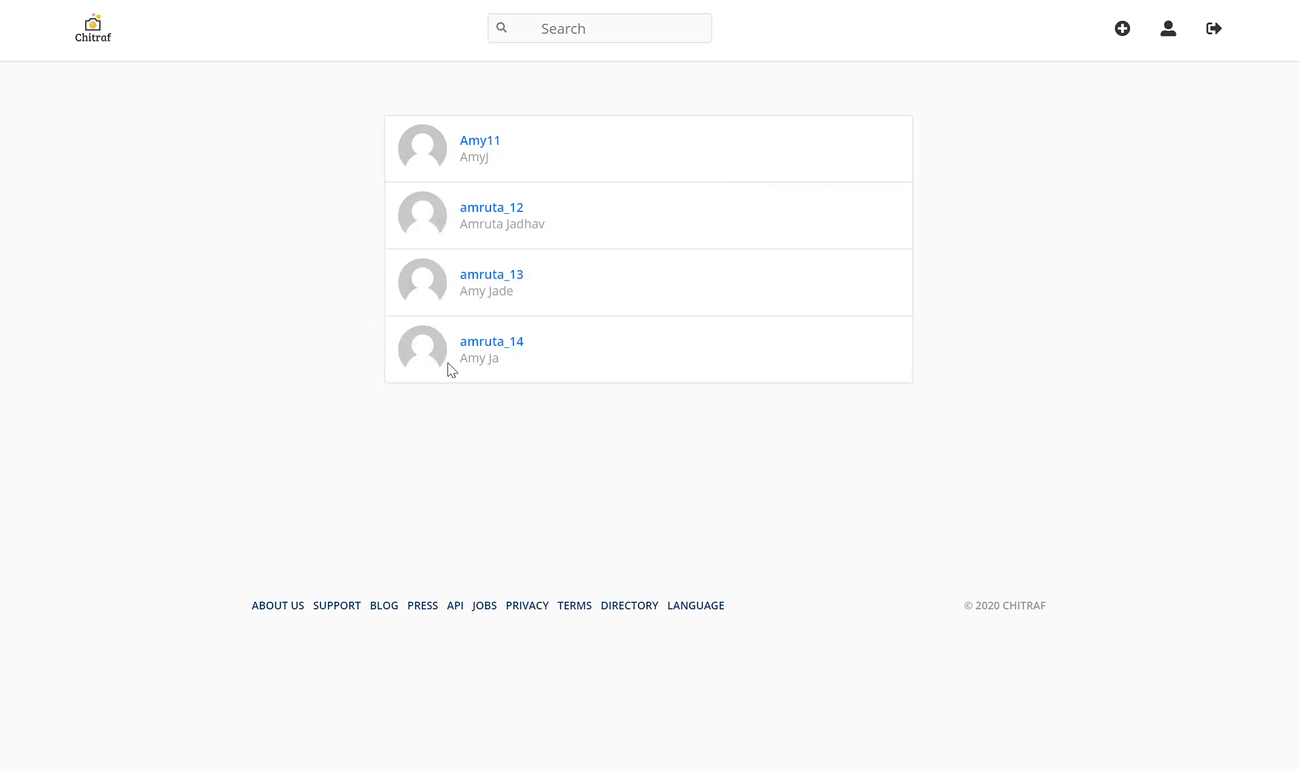 Chitraf
Search
Amy11
AmyJ
amruta_12
Amruta Jadhav
amruta_13
Amy Jade
amruta_14
Amy Ja
ABOUT US SUPPORT BLOG PRESS API JOBS PRIVACY TERMS DIRECTORY LANGUAGE © 2020 CHITRAF